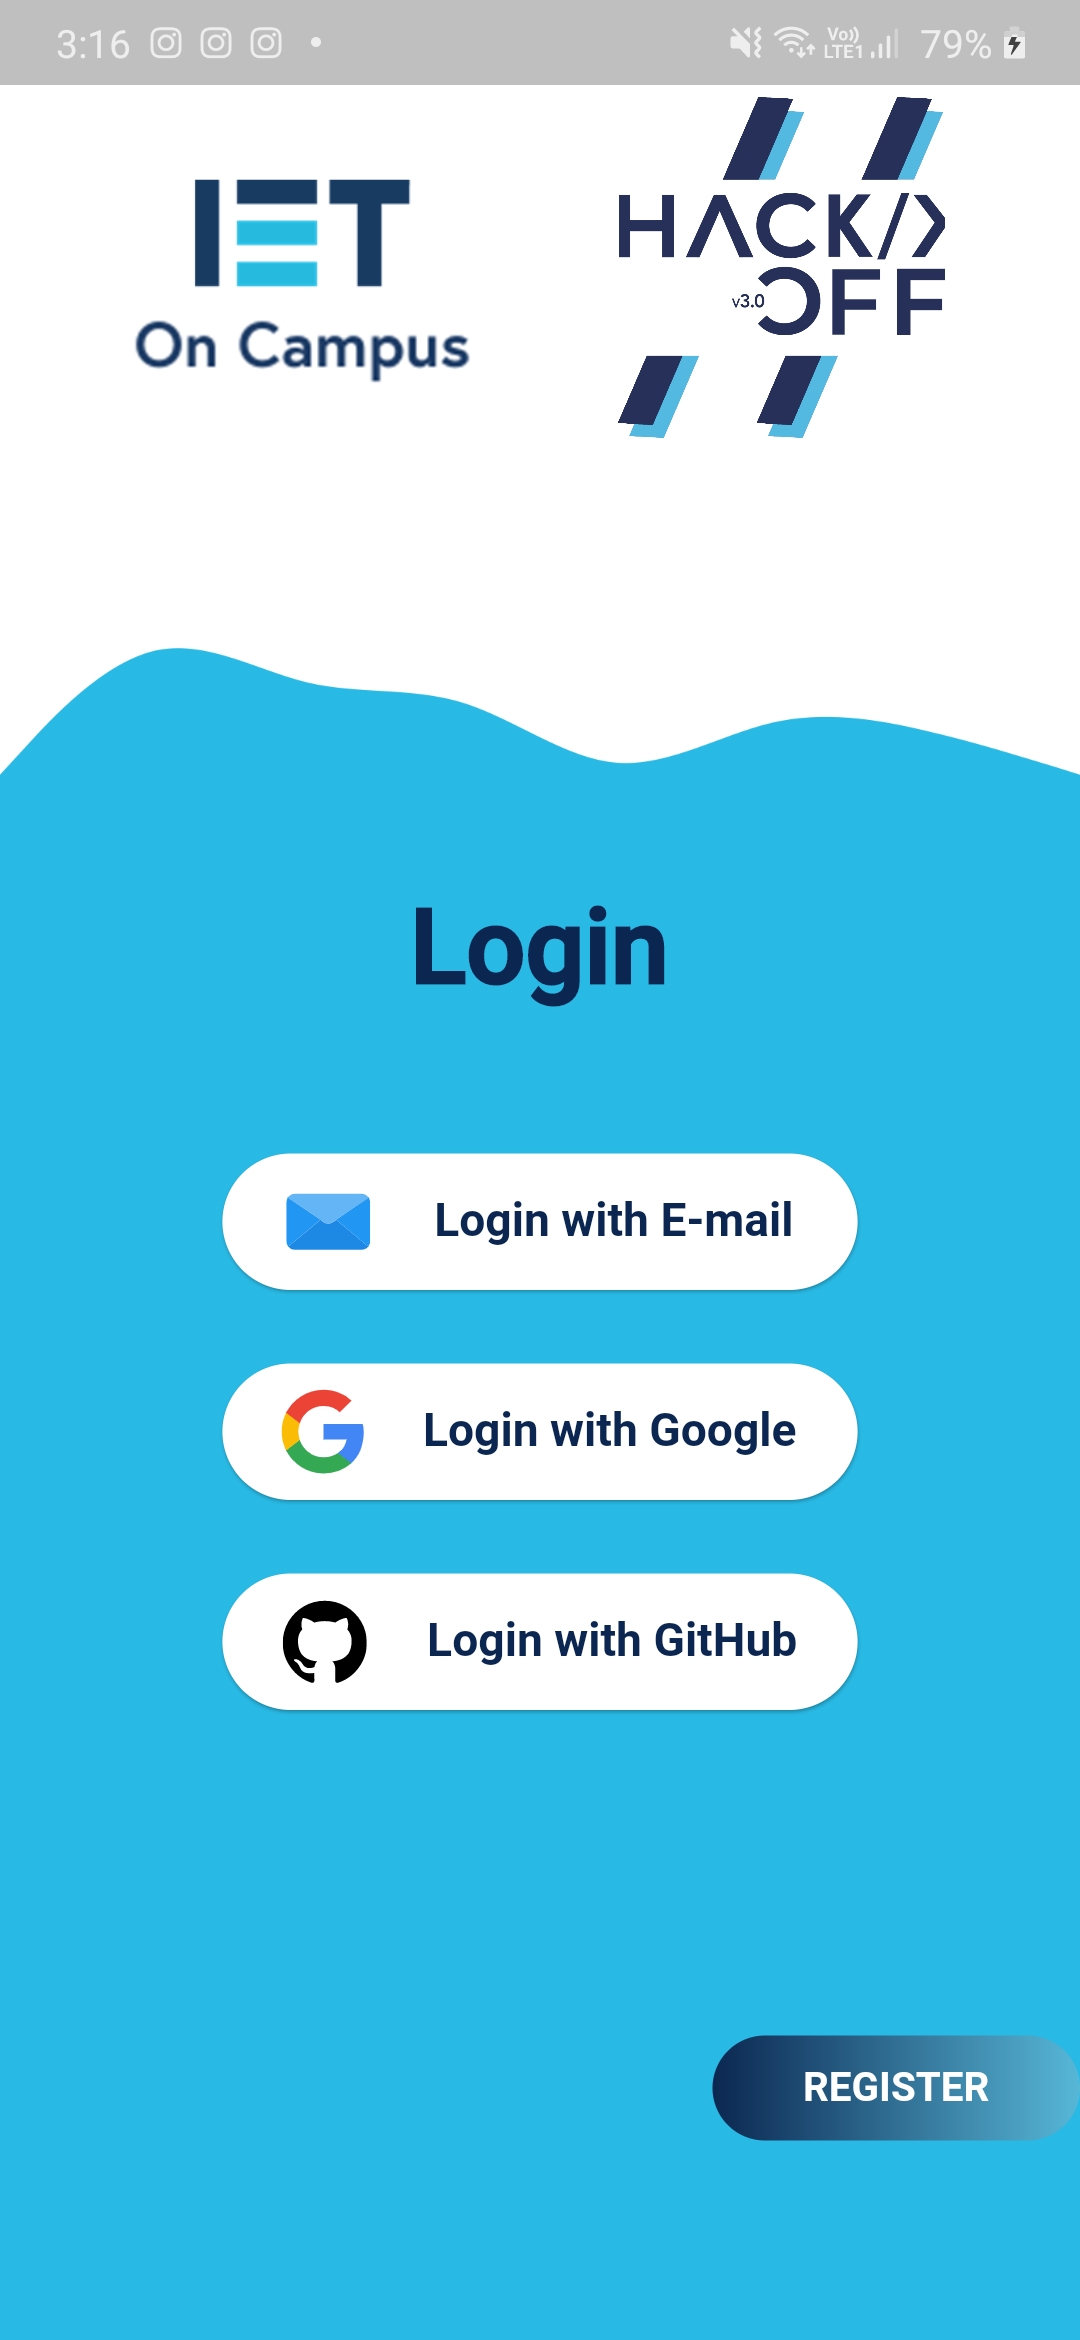 3:16
Vo)) LTE1 79%
IET
On Campus
HACK/>
v3.0 OFF
Login
Login with E-mail
Login with Google
Login with GitHub
REGISTER